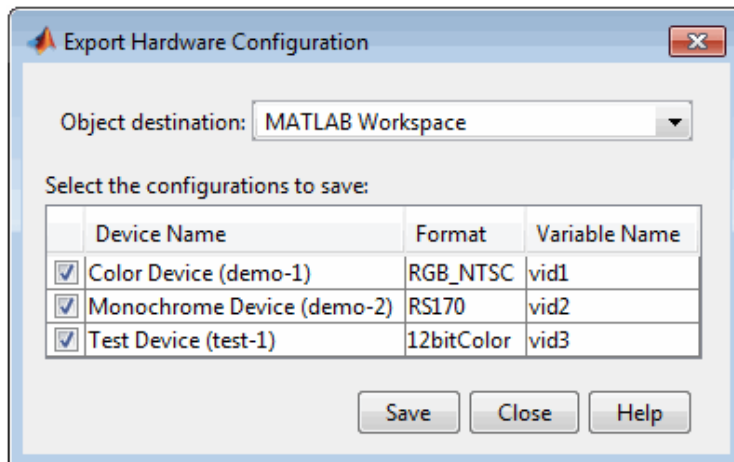 Export Hardware Configuration
Object destination: MATLAB Workspace
Select the configurations to save:
Device Name Format Variable Name
Color Device (demo-1) RGB_NTSC vid1
Monochrome Device (demo-2) RS170 vid2
Test Device (test-1) 12bitColor vid3
Save Close Help